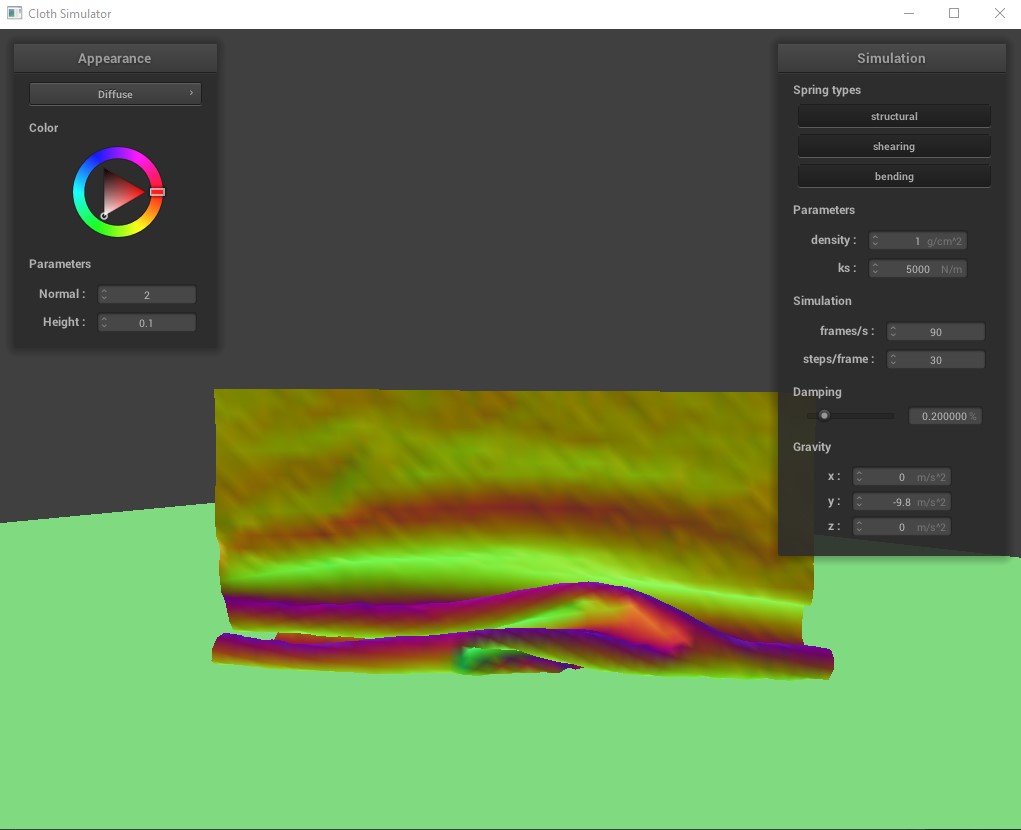 Cloth Simulator
Appearance
Diffuse
Color
Parameters
Normal : 2
Height : 0.1
Simulation
Spring types
structural
shearing
bending
Parameters
density : 1 g/cm^2
ks : 5000 N/m
Simulation
frames/s : 90
steps/frame : 30
Damping
0.200000 %
Gravity
x : 0 m/s^2
y : -9.8 m/s^2
z : 0 m/s^2